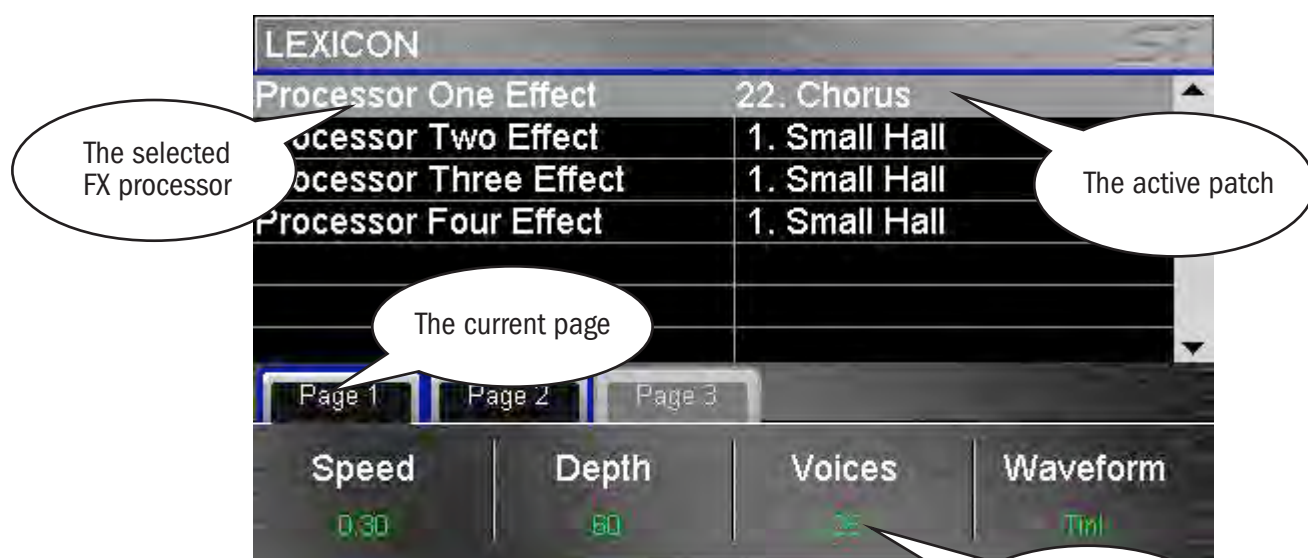 LEXICON
Processor One Effect 22. Chorus
ocessor Two Effect 1. Small Hall
ocessor Three Effect 1. Small Hall
Processor Four Effect 1. Small Hall
The selected
FX processor
The active patch
The current page
Page 1 Page 2 Page 3
Speed Depth Voices Waveform
0.30 60